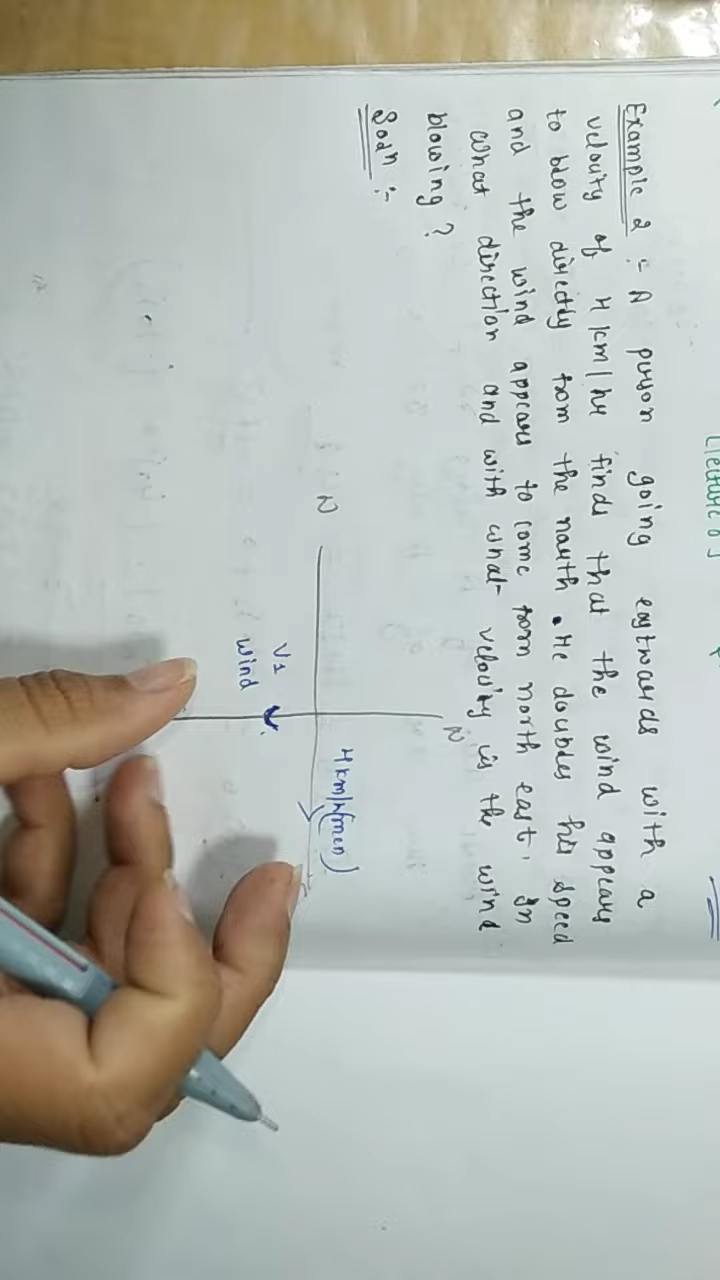 Lecture 03
Example 2 :- A person going eastwards with a
velocity of 4 km/hr finds that the wind appears
to blow directly from the north. He doubles his speed
and the wind appears to come from north east. In
what direction and with what velocity is the wind
blowing ?
Soln :-
N
W
4 km/h (men)
V1
wind